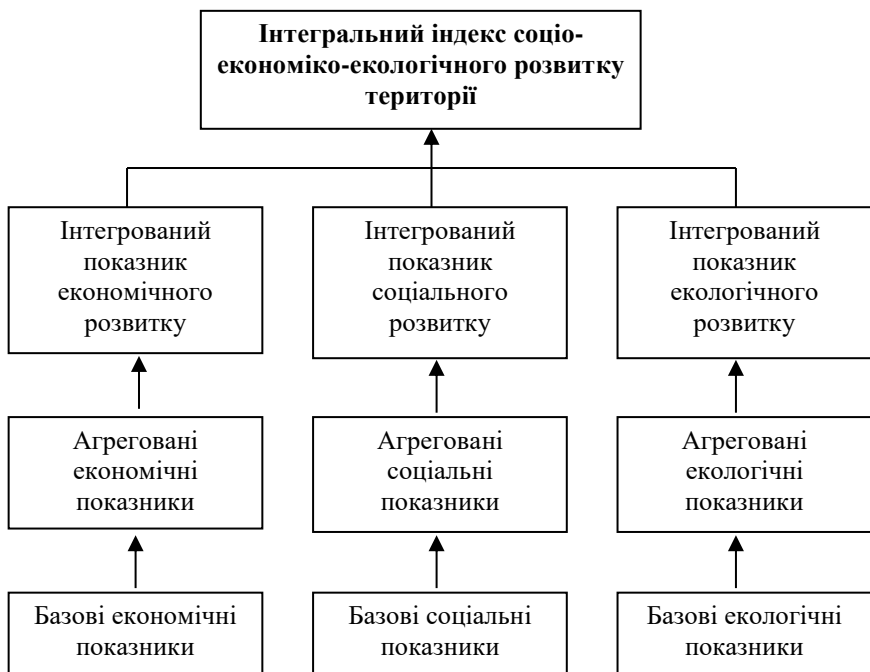 Інтегральний індекс соціо-
економіко-екологічного розвитку
території
Інтегрований
показник
економічного
розвитку
Інтегрований
показник
соціального
розвитку
Інтегрований
показник
екологічного
розвитку
Агреговані
економічні
показники
Агреговані
соціальні
показники
Агреговані
екологічні
показники
Базові економічні
показники
Базові соціальні
показники
Базові екологічні
показники